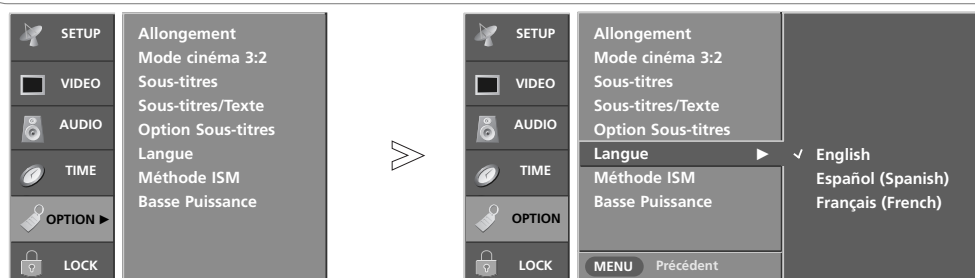 SETUP
VIDEO
AUDIO
TIME
OPTION ►
LOCK
Allongement
Mode cinéma 3:2
Sous-titres
Sous-titres/Texte
Option Sous-titres
Langue
Méthode ISM
Basse Puissance
SETUP
VIDEO
AUDIO
TIME
OPTION
LOCK
Allongement
Mode cinéma 3:2
Sous-titres
Sous-titres/Texte
Option Sous-titres
Langue ►
Méthode ISM
Basse Puissance
MENU Précédent
✓ English
Español (Spanish)
Français (French)